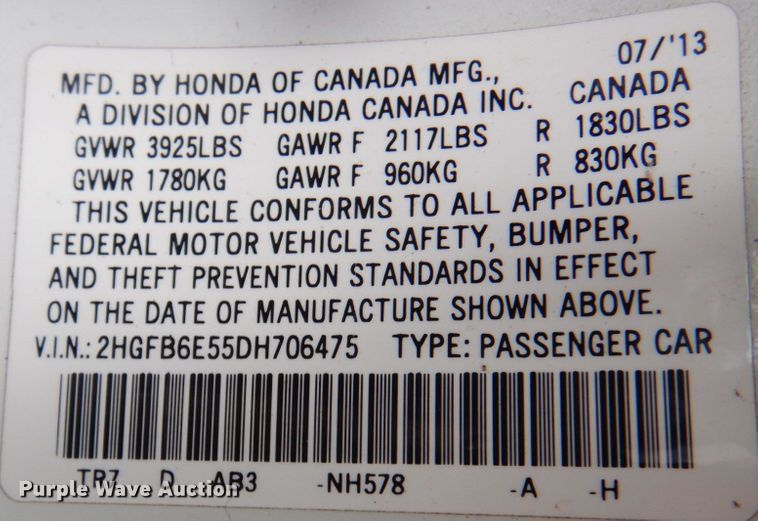 07/'13
MFD. BY HONDA OF CANADA MFG.,
A DIVISION OF HONDA CANADA INC. CANADA
GVWR 3925LBS GAWR F 2117LBS R 1830LBS
GVWR 1780KG GAWR F 960KG R 830KG
THIS VEHICLE CONFORMS TO ALL APPLICABLE
FEDERAL MOTOR VEHICLE SAFETY, BUMPER,
AND THEFT PREVENTION STANDARDS IN EFFECT
ON THE DATE OF MANUFACTURE SHOWN ABOVE.
V.I.N.: 2HGFB6E55DH706475 TYPE: PASSENGER CAR
TR7 D AB3 -NH578 -A -H
Purple Wave Auction